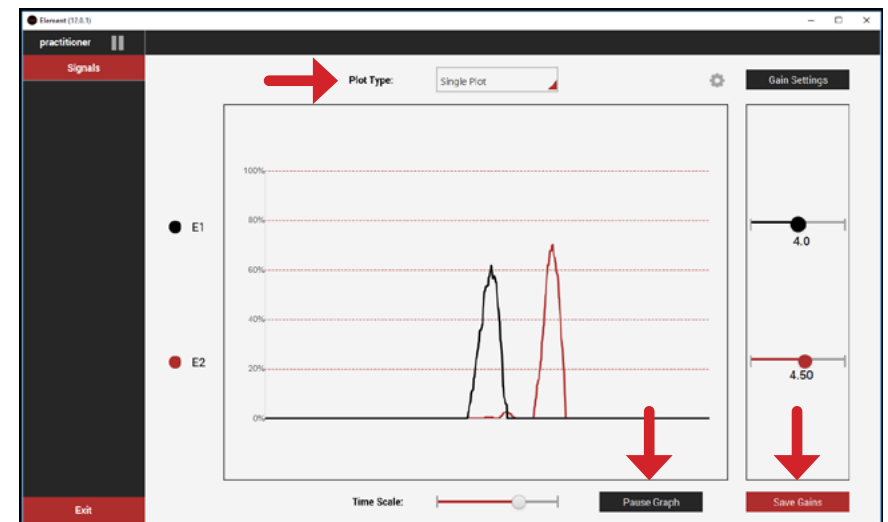 Element (12.0.1)
practitioner
Signals
Plot Type:
Single Plot
Gain Settings
100%
80%
60%
40%
20%
0%
E1
E2
4.0
4.50
Time Scale:
Pause Graph
Save Gains
Exit